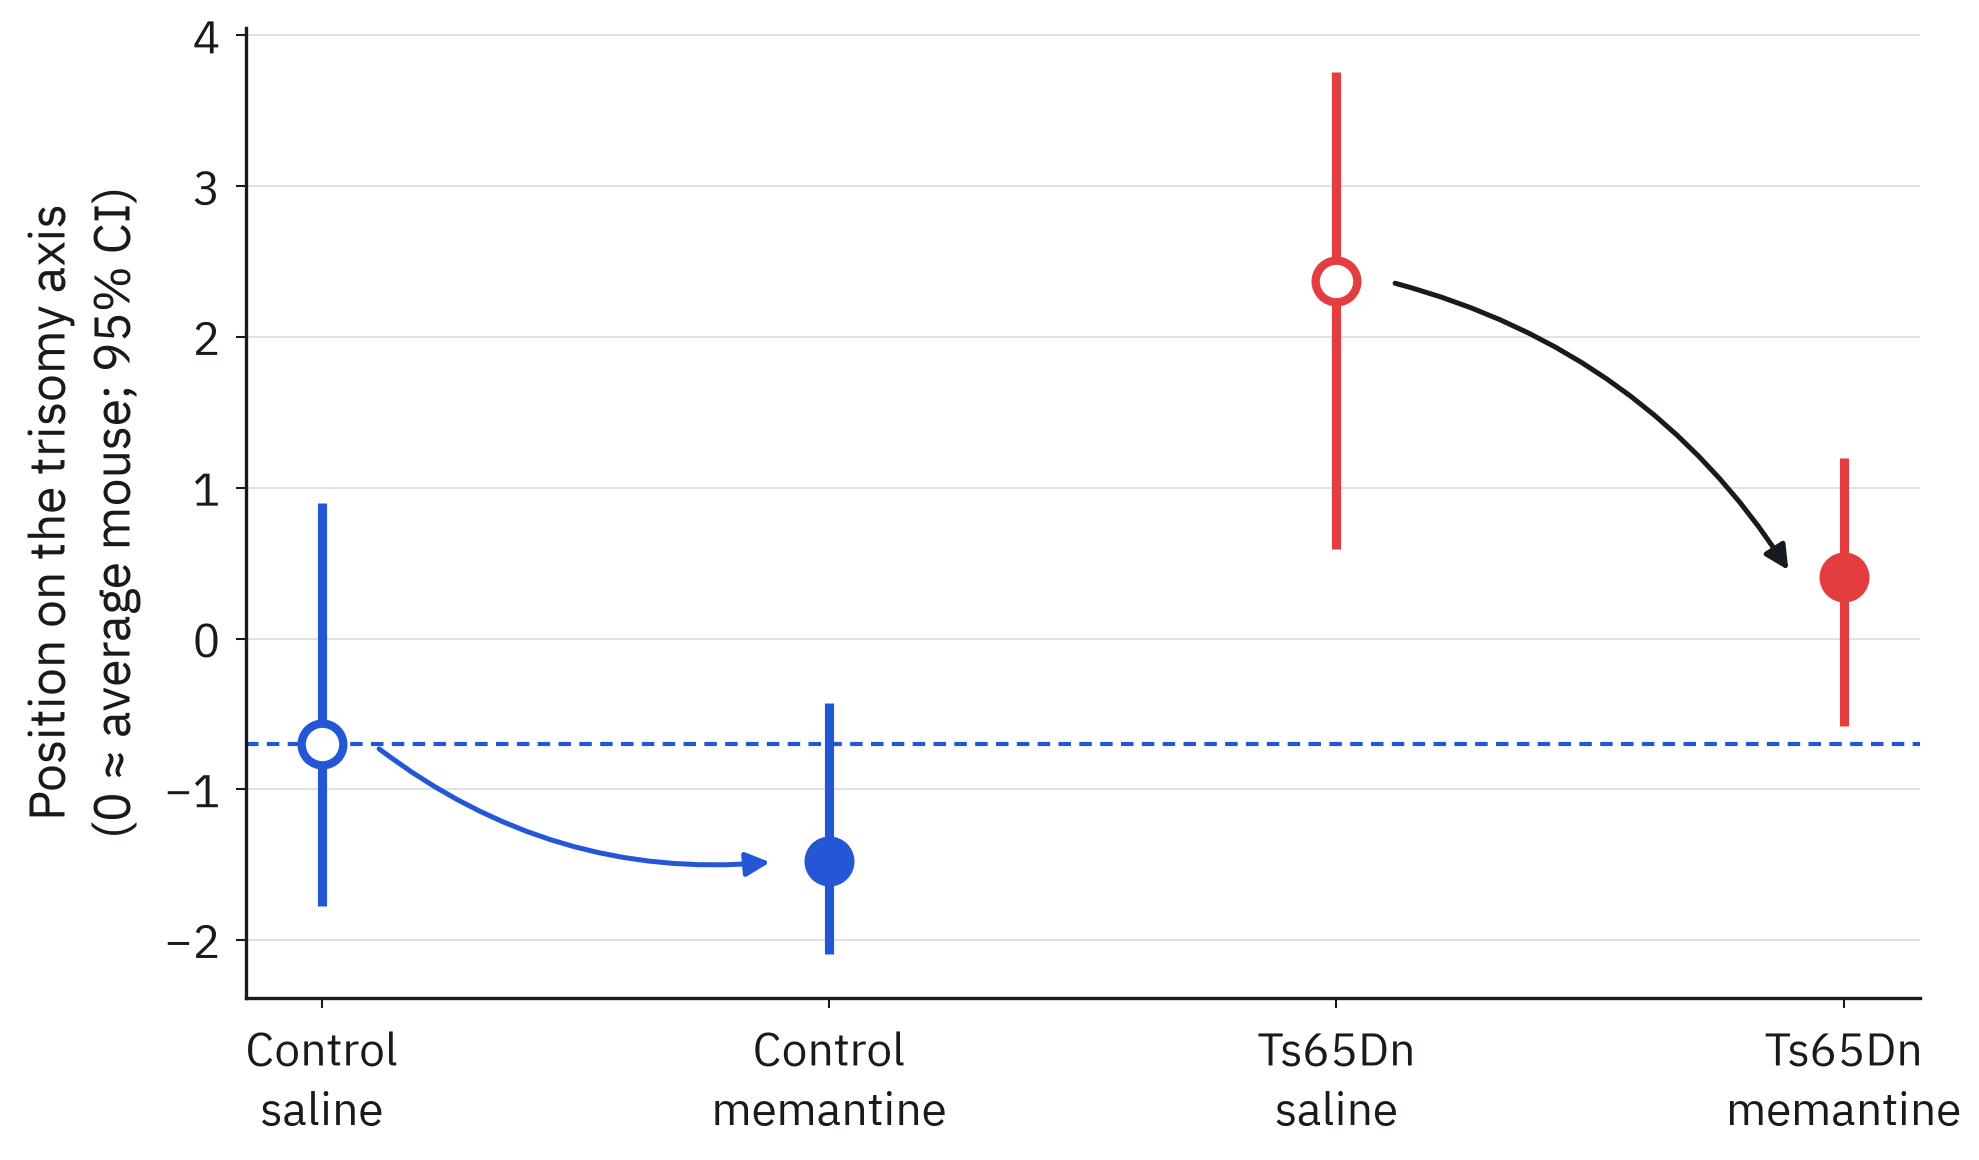 Position on the trisomy axis
(0 ≈ average mouse; 95% CI)
4
3
2
1
0
−1
−2
Control
saline
Control
memantine
Ts65Dn
saline
Ts65Dn
memantine